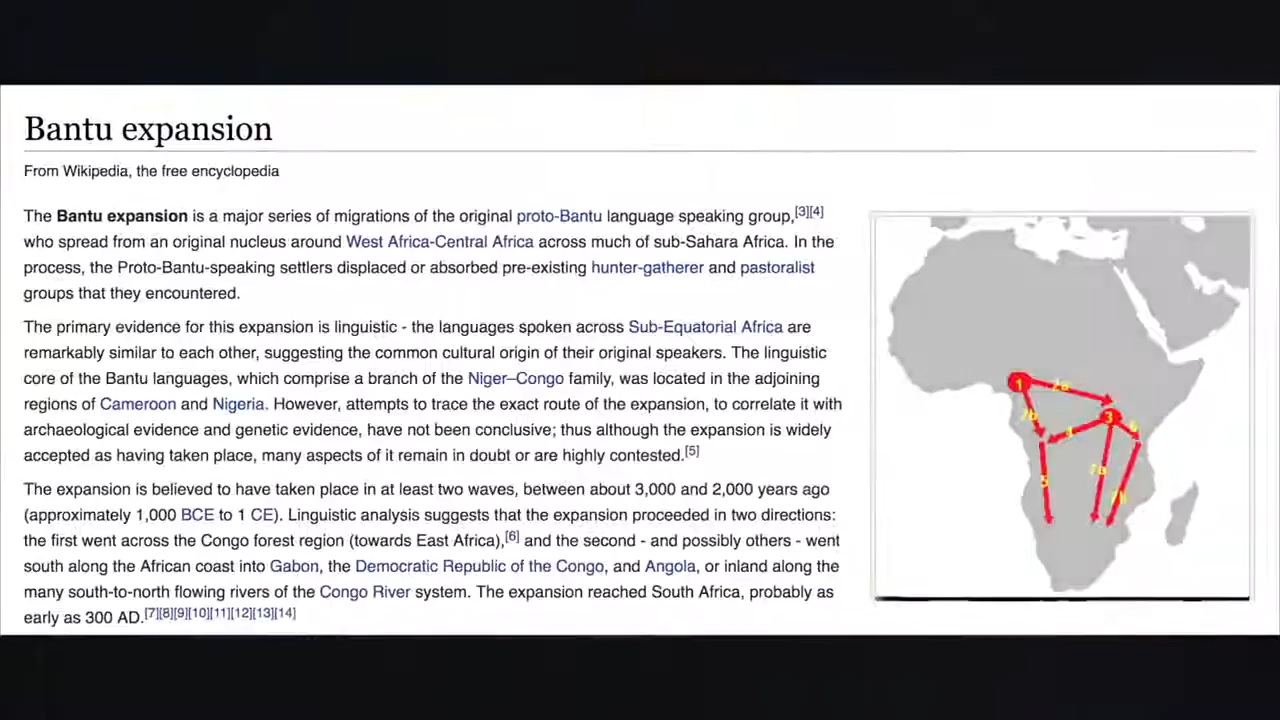 Bantu expansion
From Wikipedia, the free encyclopedia
The Bantu expansion is a major series of migrations of the original proto-Bantu language speaking group,[3][4]
who spread from an original nucleus around West Africa-Central Africa across much of sub-Sahara Africa. In the
process, the Proto-Bantu-speaking settlers displaced or absorbed pre-existing hunter-gatherer and pastoralist
groups that they encountered.
The primary evidence for this expansion is linguistic - the languages spoken across Sub-Equatorial Africa are
remarkably similar to each other, suggesting the common cultural origin of their original speakers. The linguistic
core of the Bantu languages, which comprise a branch of the Niger–Congo family, was located in the adjoining
regions of Cameroon and Nigeria. However, attempts to trace the exact route of the expansion, to correlate it with
archaeological evidence and genetic evidence, have not been conclusive; thus although the expansion is widely
accepted as having taken place, many aspects of it remain in doubt or are highly contested.[5]
The expansion is believed to have taken place in at least two waves, between about 3,000 and 2,000 years ago
(approximately 1,000 BCE to 1 CE). Linguistic analysis suggests that the expansion proceeded in two directions:
the first went across the Congo forest region (towards East Africa),[6] and the second - and possibly others - went
south along the African coast into Gabon, the Democratic Republic of the Congo, and Angola, or inland along the
many south-to-north flowing rivers of the Congo River system. The expansion reached South Africa, probably as
early as 300 AD.[7][8][9][10][11][12][13][14]
1
3